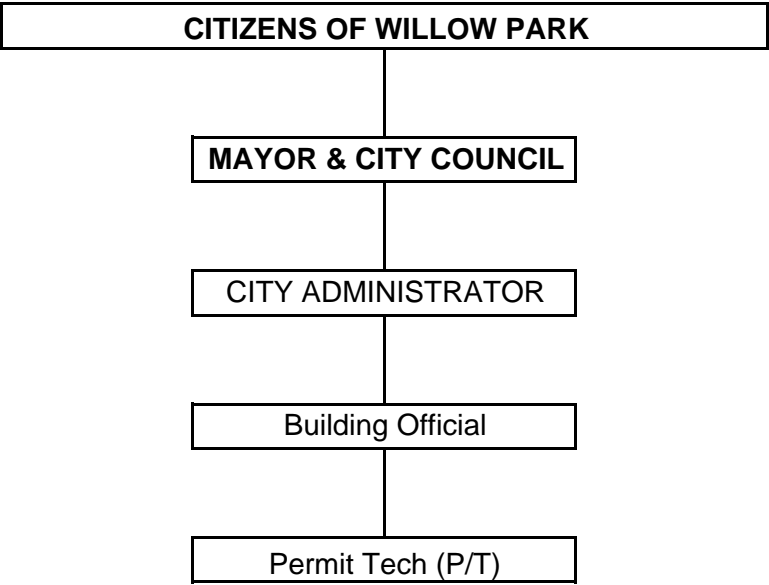 CITIZENS OF WILLOW PARK
MAYOR & CITY COUNCIL
CITY ADMINISTRATOR
Building Official
Permit Tech (P/T)